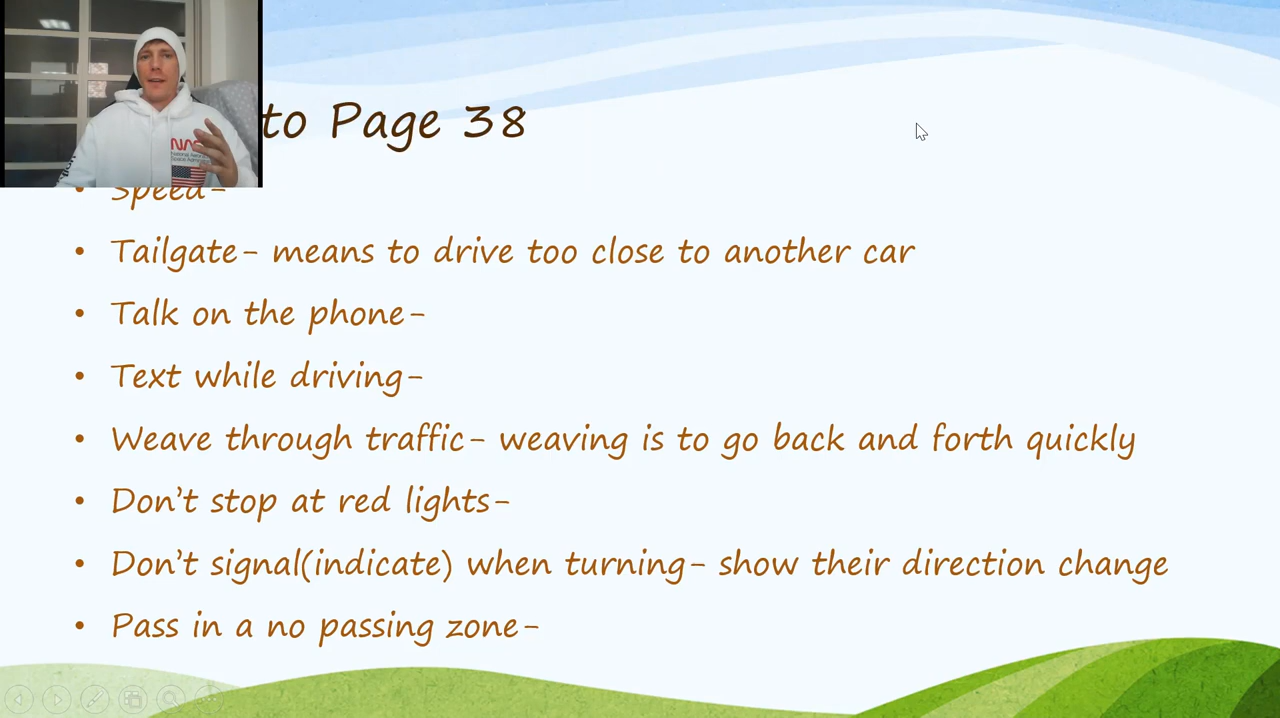 to Page 38
• Speed-
• Tailgate- means to drive too close to another car
• Talk on the phone-
• Text while driving-
• Weave through traffic- weaving is to go back and forth quickly
• Don't stop at red lights-
• Don't signal(indicate) when turning- show their direction change
• Pass in a no passing zone-